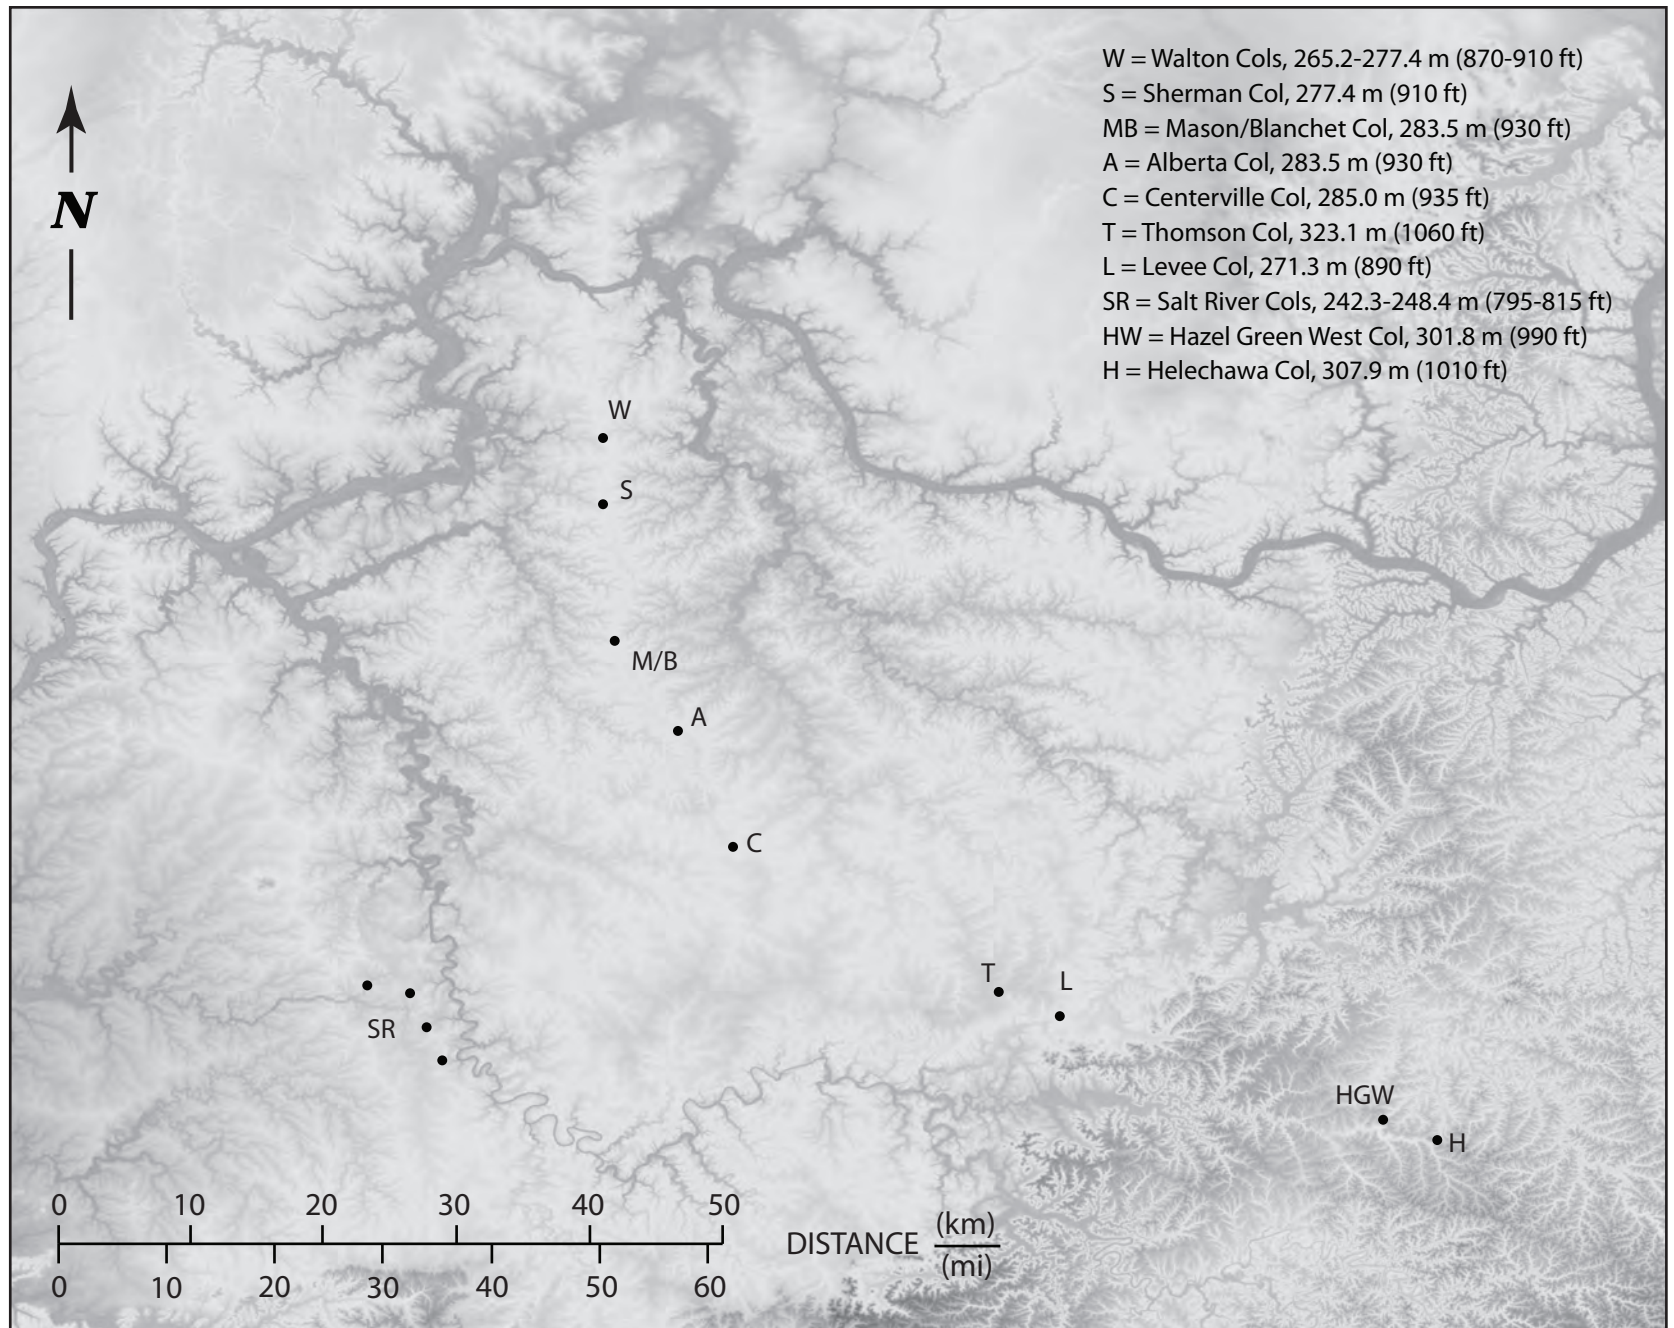 W = Walton Cols, 265.2-277.4 m (870-910 ft)
S = Sherman Col, 277.4 m (910 ft)
MB = Mason/Blanchet Col, 283.5 m (930 ft)
A = Alberta Col, 283.5 m (930 ft)
C = Centerville Col, 285.0 m (935 ft)
T = Thomson Col, 323.1 m (1060 ft)
L = Levee Col, 271.3 m (890 ft)
SR = Salt River Cols, 242.3-248.4 m (795-815 ft)
HW = Hazel Green West Col, 301.8 m (990 ft)
H = Helechawa Col, 307.9 m (1010 ft)
N
W
S
M/B
A
C
T
L
SR
HGW
H
0 10 20 30 40 50
DISTANCE (km)
(mi)
0 10 20 30 40 50 60